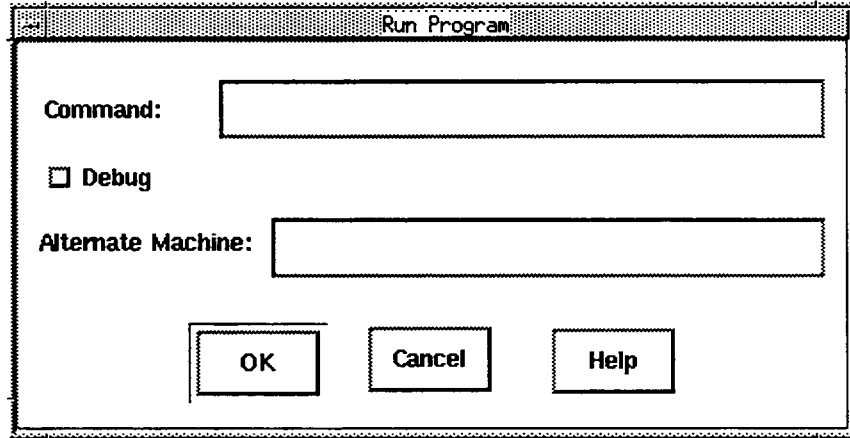 Run Program
Command:
Debug
Alternate Machine:
OK Cancel Help